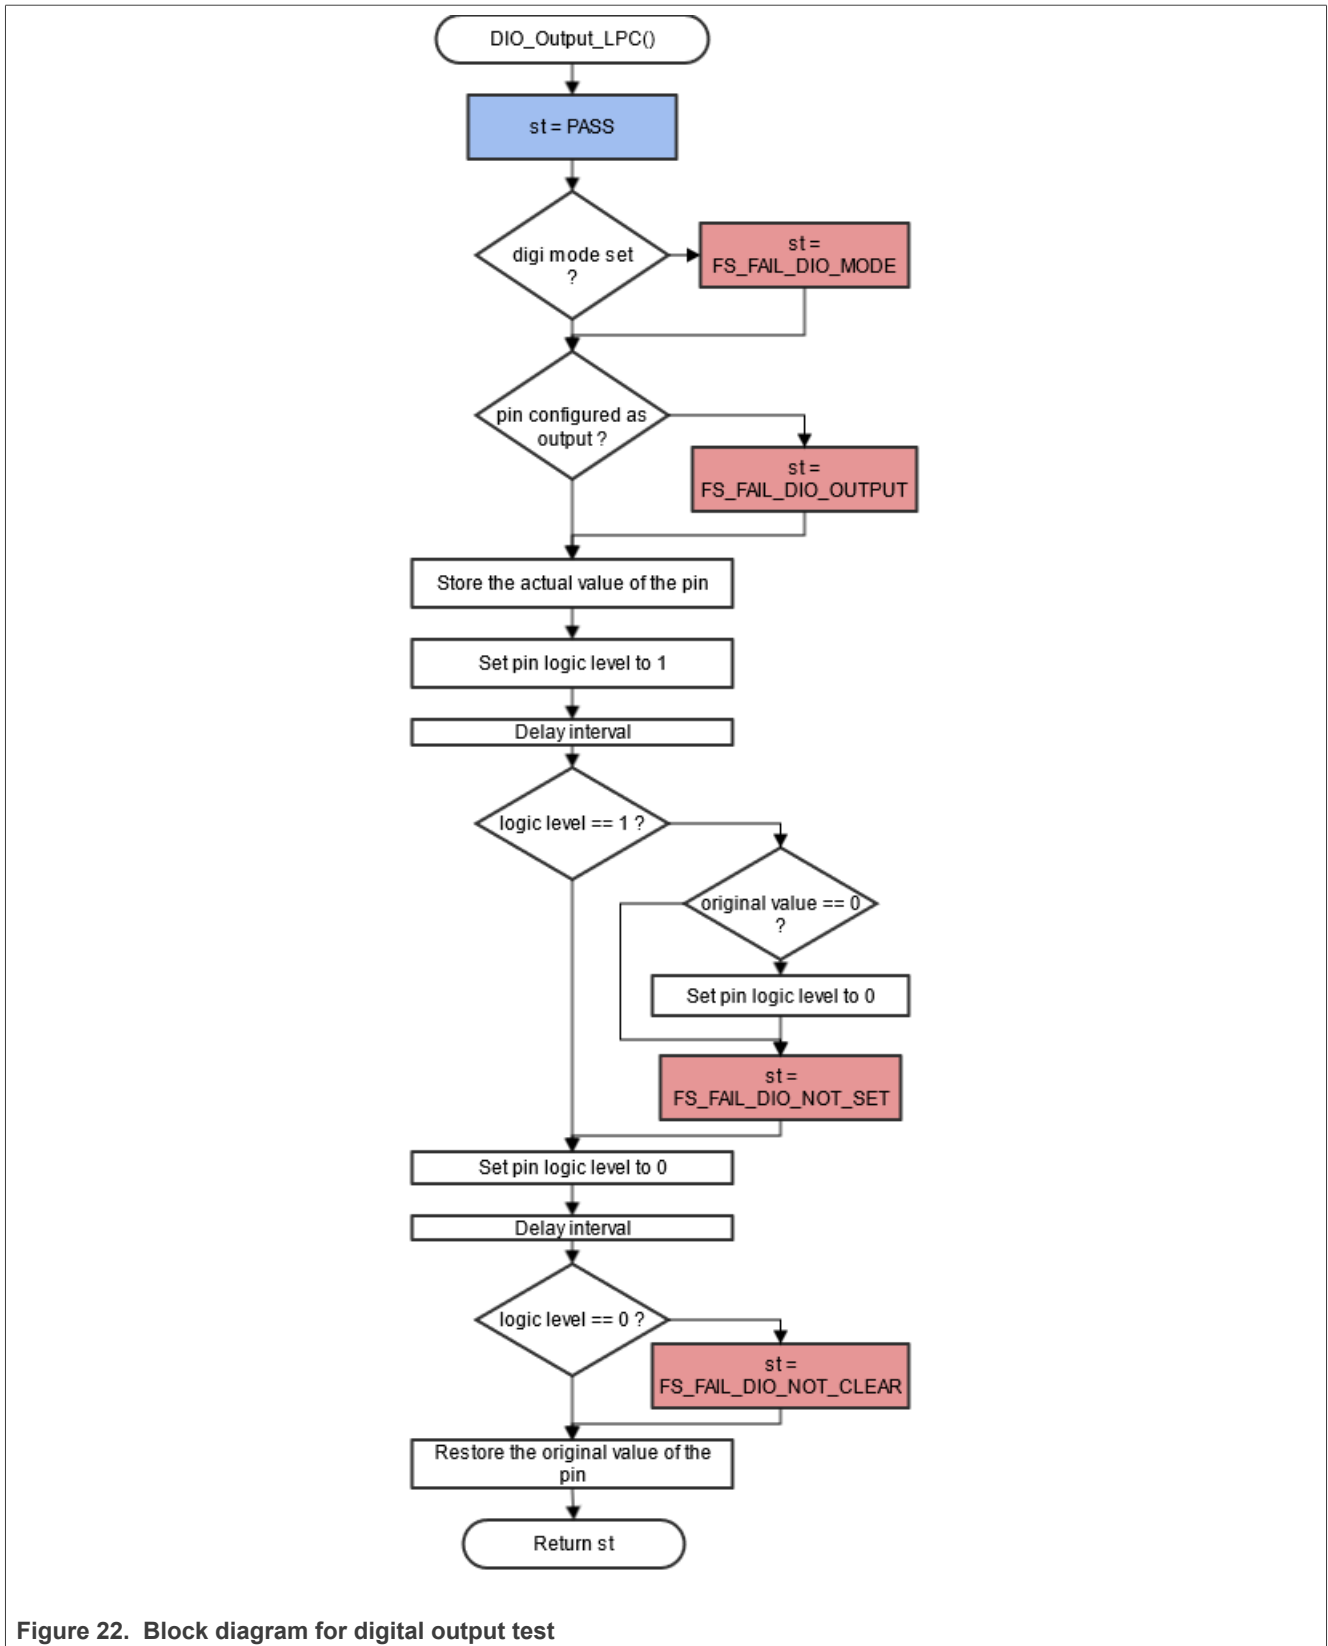 DIO_Output_LPC()
st = PASS
digi mode set
?
st =
FS_FAIL_DIO_MODE
pin configured as
output ?
st =
FS_FAIL_DIO_OUTPUT
Store the actual value of the pin
Set pin logic level to 1
Delay interval
logic level == 1 ?
original value == 0
?
Set pin logic level to 0
st =
FS_FAIL_DIO_NOT_SET
Set pin logic level to 0
Delay interval
logic level == 0 ?
st =
FS_FAIL_DIO_NOT_CLEAR
Restore the original value of the
pin
Return st
Figure 22. Block diagram for digital output test